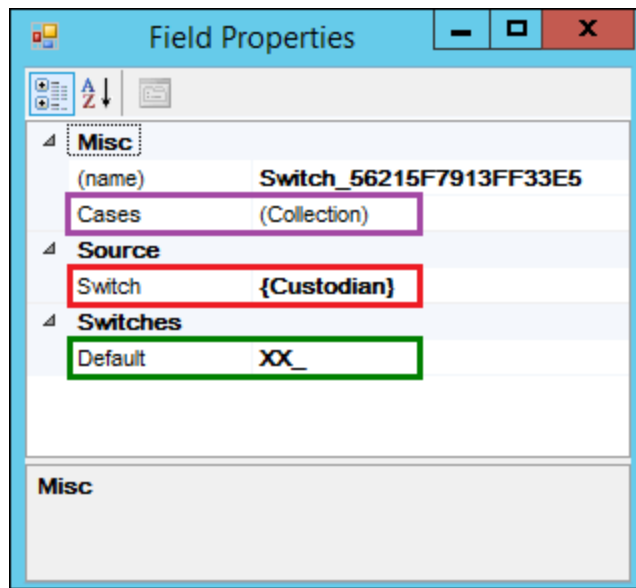 Field Properties
Misc
(name) Switch_56215F7913FF33E5
Cases (Collection)
Source
Switch {Custodian}
Switches
Default XX_
Misc